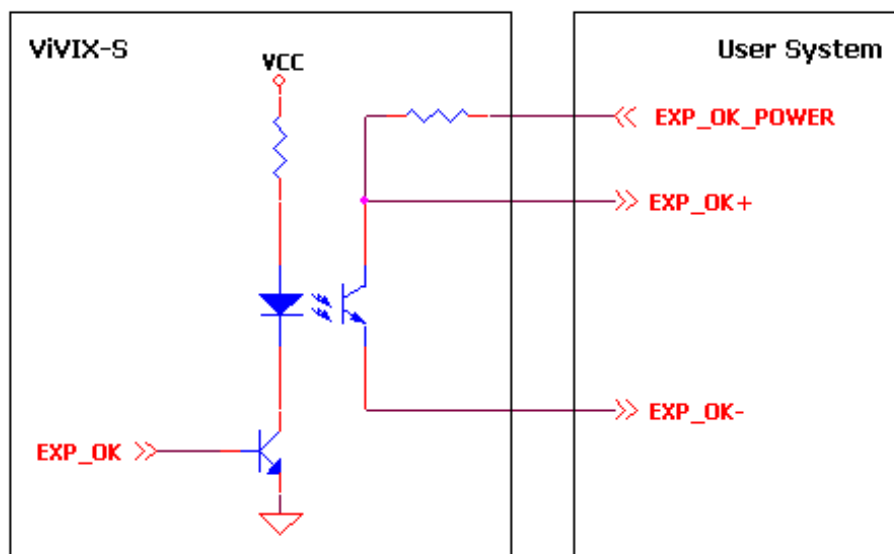 ViVIX-S
User System
VCC
EXP_OK_POWER
EXP_OK+
EXP_OK-
EXP_OK